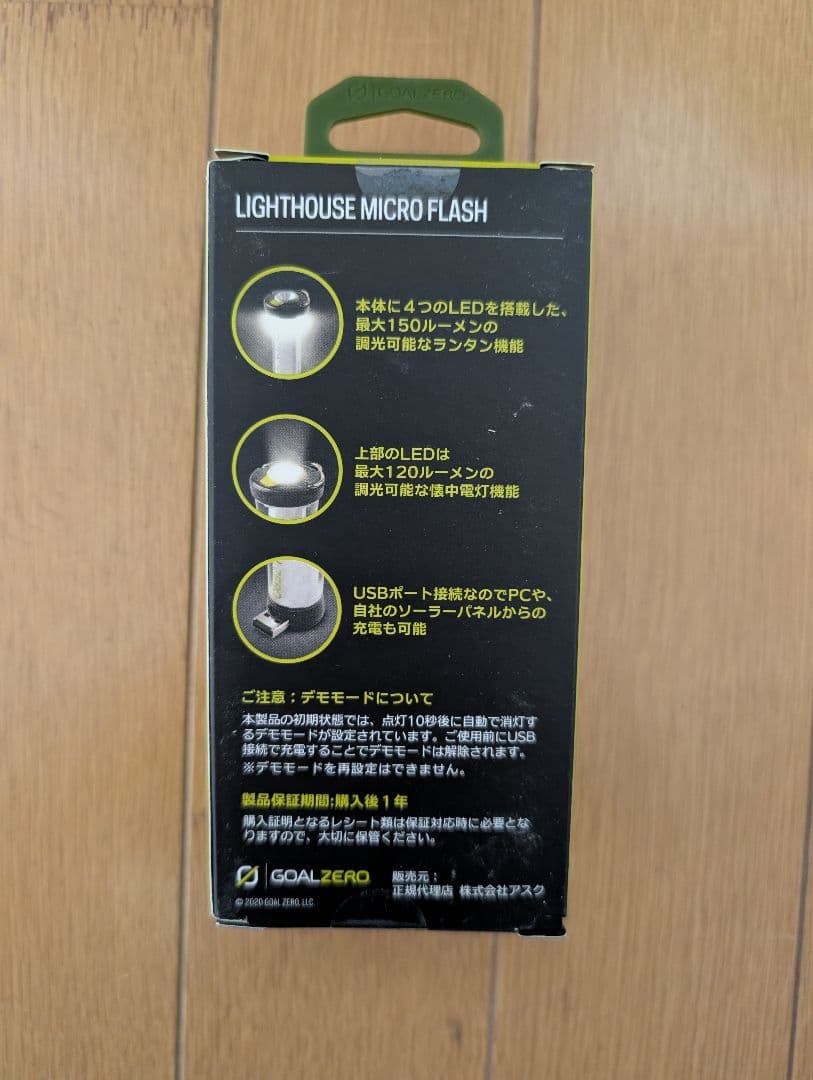 GOALZERO
LIGHTHOUSE MICRO FLASH
本体に４つのLEDを搭載した、
最大150ルーメンの
調光可能なランタン機能
上部のLEDは
最大120ルーメンの
調光可能な懐中電灯機能
USBポート接続なのでPCや、
自社のソーラーパネルからの
充電も可能
ご注意：デモモードについて
本製品の初期状態では、点灯10秒後に自動で消灯す
るデモモードが設定されています。ご使用前にUSB
接続で充電することでデモモードは解除されます。
※デモモードを再設定はできません。
製品保証期間:購入後１年
購入証明となるレシート類は保証対応時に必要とな
りますので、大切に保管ください。
GOALZERO
販売元：
正規代理店 株式会社アスク
© 2020 GOAL ZERO, LLC